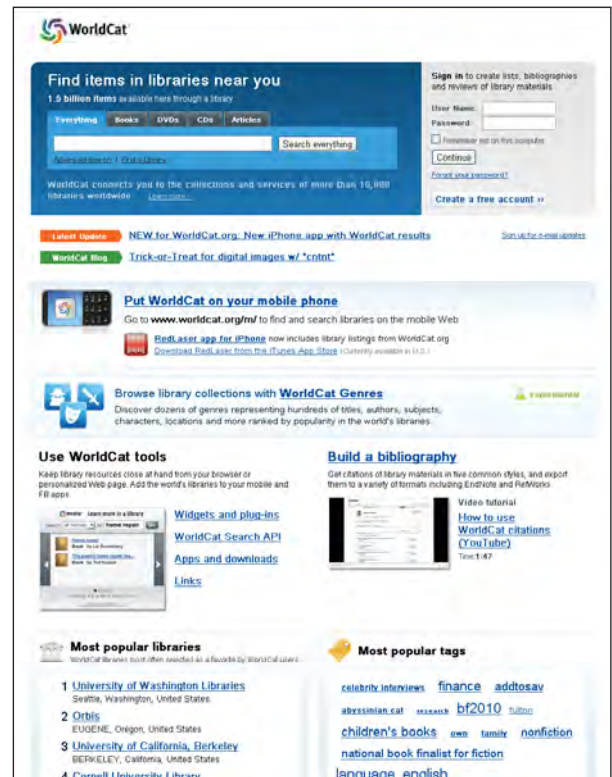 WorldCat
Find items in libraries near you
1.5 billion items available here through a library
Everything Books DVDs CDs Articles
Search everything
Advanced Search | Find a Library
WorldCat connects you to the collections and services of more than 10,000
libraries worldwide Learn more...
Sign in to create lists, bibliographies
and reviews of library materials
User Name:
Password:
Remember me on this computer
Continue
Forgot your password?
Create a free account »
Latest Update NEW for WorldCat.org: New iPhone app with WorldCat results
Sign up for e-mail updates
WorldCat Blog Trick-or-Treat for digital images w/ "cntnt"
Put WorldCat on your mobile phone
Go to www.worldcat.org/m/ to find and search libraries on the mobile Web
RedLaser app for iPhone now includes library listings from WorldCat.org
Download RedLaser from the iTunes App Store (Currently available in U.S.)
Browse library collections with WorldCat Genres
Discover dozens of genres representing hundreds of titles, authors, subjects,
characters, locations and more ranked by popularity in the world's libraries.
Use WorldCat tools
Keep library resources close at hand from your browser or
personalized Web page. Add the world's libraries to your mobile and
FB apps.
Widgets and plug-ins
WorldCat Search API
Apps and downloads
Links
Build a bibliography
Get citations of library materials in five common styles, and export
them to a variety of formats including EndNote and RefWorks
Video tutorial
How to use
WorldCat citations
(YouTube)
Time 1:47
Most popular libraries
WorldCat libraries most often selected as a favorite by WorldCat users
1 University of Washington Libraries
Seattle, Washington, United States
2 Orbis
EUGENE, Oregon, United States
3 University of California, Berkeley
BERKELEY, California, United States
4 Cornell University Library
Most popular tags
celebrity interviews finance addtosav
abyssinian cat research bf2010 fulton
children's books own family nonfiction
national book finalist for fiction
language english